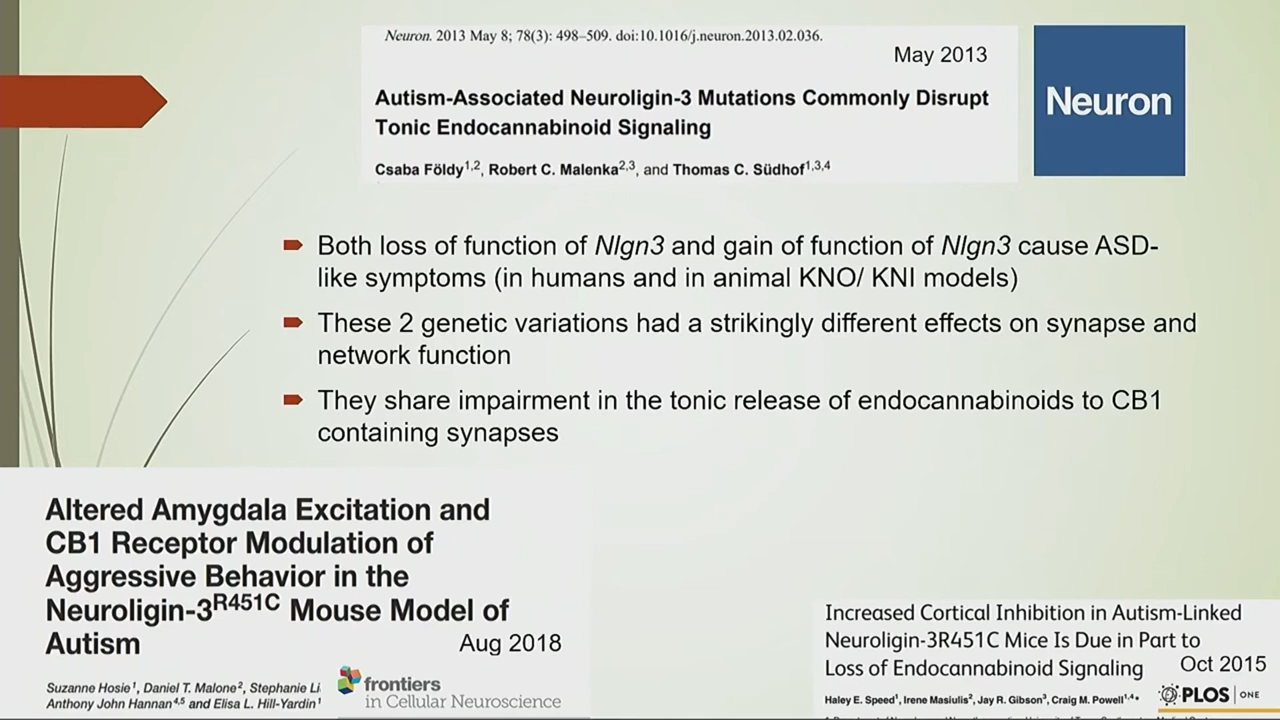 Neuron. 2013 May 8; 78(3): 498–509. doi:10.1016/j.neuron.2013.02.036.
May 2013
Autism-Associated Neuroligin-3 Mutations Commonly Disrupt
Tonic Endocannabinoid Signaling
Csaba Földy1,2, Robert C. Malenka2,3, and Thomas C. Südhof1,3,4
Neuron
Both loss of function of Nlgn3 and gain of function of Nlgn3 cause ASD-
like symptoms (in humans and in animal KNO/ KNI models)
These 2 genetic variations had a strikingly different effects on synapse and
network function
They share impairment in the tonic release of endocannabinoids to CB1
containing synapses
Altered Amygdala Excitation and
CB1 Receptor Modulation of
Aggressive Behavior in the
Neuroligin-3R451C Mouse Model of
Autism
Aug 2018
Suzanne Hosie1, Daniel T. Malone2, Stephanie Li
Anthony John Hannan4,5 and Elisa L. Hill-Yardin1
frontiers
in Cellular Neuroscience
Increased Cortical Inhibition in Autism-Linked
Neuroligin-3R451C Mice Is Due in Part to
Loss of Endocannabinoid Signaling
Oct 2015
Haley E. Speed1, Irene Masiulis2, Jay R. Gibson3, Craig M. Powell1,4*
PLOS ONE